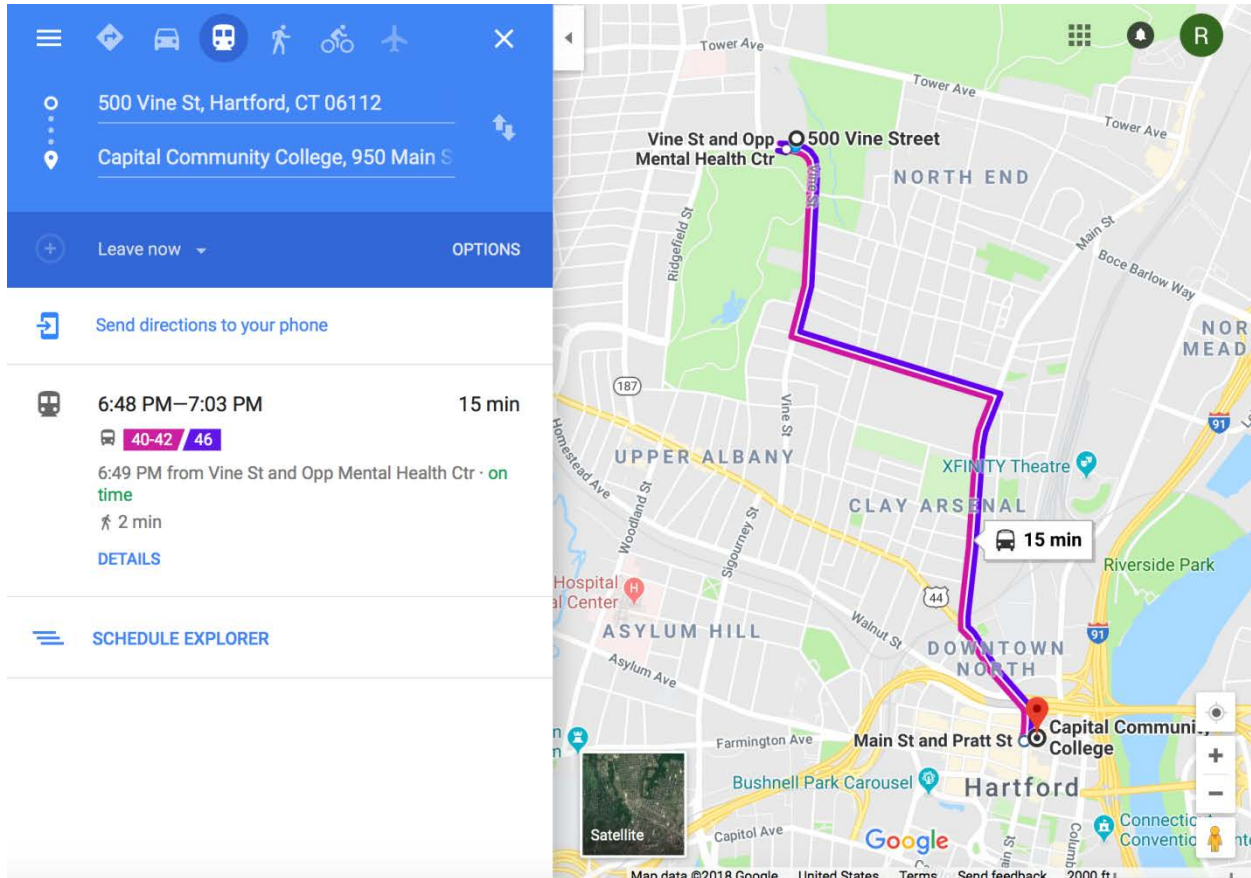 500 Vine St, Hartford, CT 06112
Capital Community College, 950 Main S
Leave now
OPTIONS
Send directions to your phone
6:48 PM—7:03 PM
15 min
40-42
46
6:49 PM from Vine St and Opp Mental Health Ctr · on
time
2 min
DETAILS
SCHEDULE EXPLORER
R
Tower Ave
Tower Ave
Tower Ave
Vine St and Opp
Mental Health Ctr
500 Vine Street
Vine St
NORTH END
Ridgefield St
Main St
Boce Barlow Way
NOR
MEAD
187
Vine St
91
Homestead Ave
UPPER ALBANY
XFINITY Theatre
Woodland St
Sigourney St
CLAY ARSENAL
15 min
Riverside Park
Hospital
al Center
H
44
ASYLUM HILL
Walnut St
91
DOWNTOWN
NORTH
Asylum Ave
Capital Community
College
Farmington Ave
Main St and Pratt St
Bushnell Park Carousel
Hartford
Satellite
Capitol Ave
Google
Columb
Connectic
Conventio
Map data ©2018 Google
United States
Terms
Send feedback
2000 ft